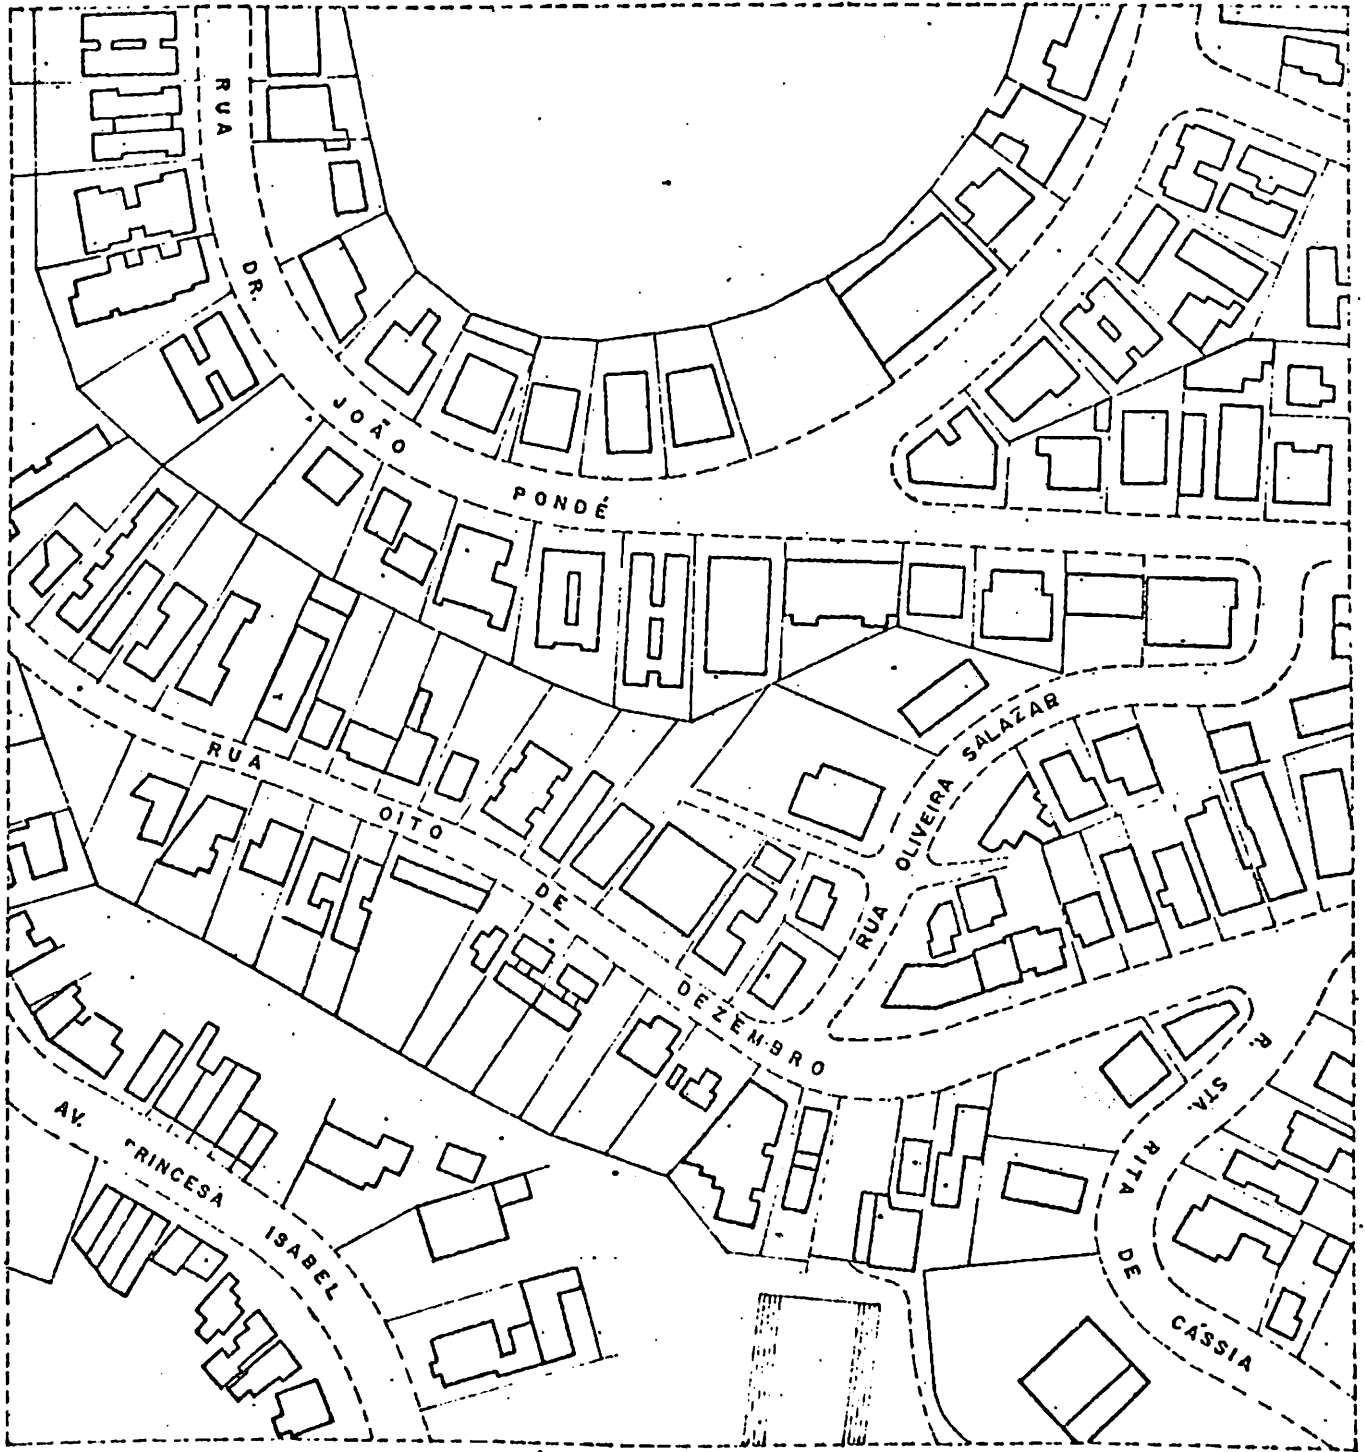 RUA DR. JOÃO PONDÉ
RUA OITO DE DEZEMBRO
RUA OLIVEIRA SALAZAR
R. STA. RITA DE CÁSSIA
AV. PRINCESA ISABEL